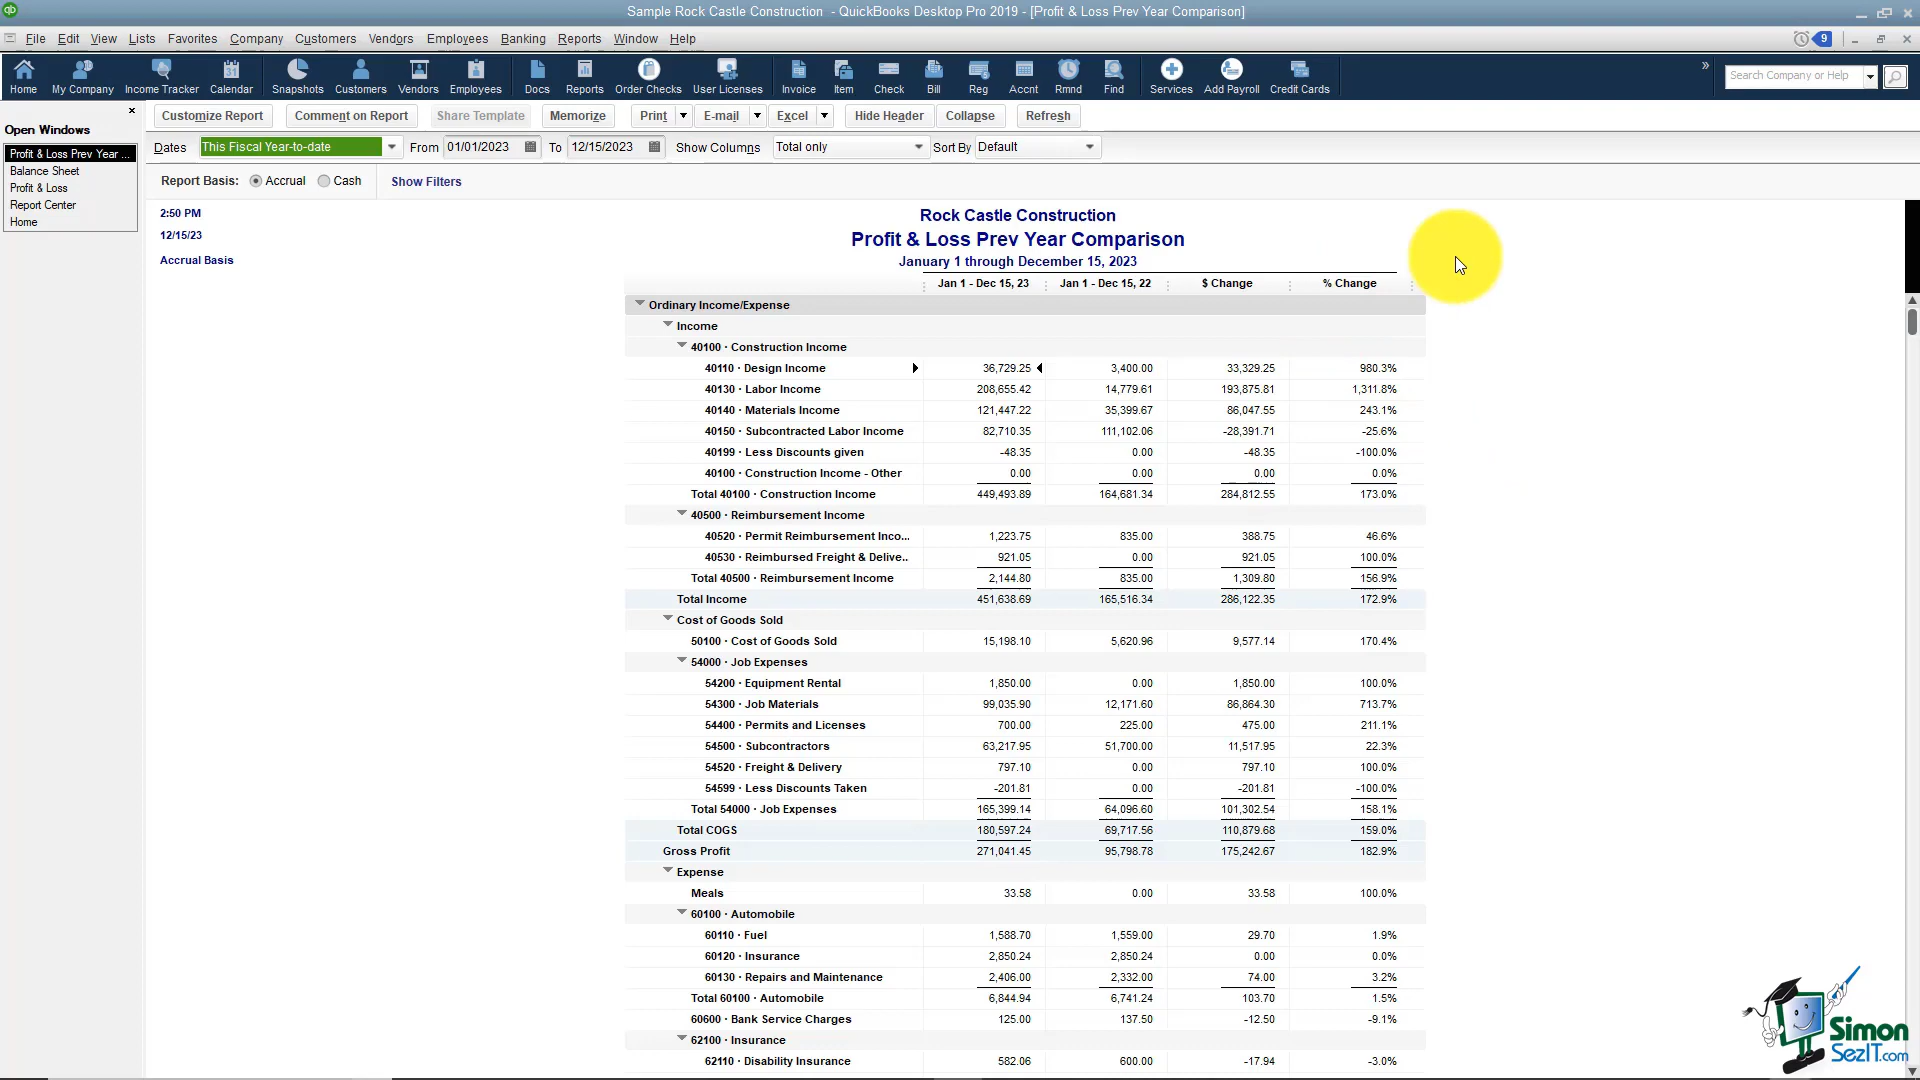 Sample Rock Castle Construction - QuickBooks Desktop Pro 2019 - [Profit & Loss Prev Year Comparison]
File Edit View Lists Favorites Company Customers Vendors Employees Banking Reports Window Help 9
Home My Company Income Tracker Calendar Snapshots Customers Vendors Employees Docs Reports Order Checks User Licenses Invoice Item Check Bill Reg Accnt Rmnd Find Services Add Payroll Credit Cards » Search Company or Help
Customize Report Comment on Report Share Template Memorize Print E-mail Excel Hide Header Collapse Refresh
Open Windows
Profit & Loss Prev Year ...
Balance Sheet
Profit & Loss
Report Center
Home
Dates This Fiscal Year-to-date From 01/01/2023 To 12/15/2023 Show Columns Total only Sort By Default
Report Basis: Accrual Cash Show Filters
2:50 PM
12/15/23
Accrual Basis
Rock Castle Construction
Profit & Loss Prev Year Comparison
January 1 through December 15, 2023
Jan 1 - Dec 15, 23 Jan 1 - Dec 15, 22 $ Change % Change
Ordinary Income/Expense
Income
40100 · Construction Income
40110 · Design Income 36,729.25 3,400.00 33,329.25 980.3%
40130 · Labor Income 208,655.42 14,779.61 193,875.81 1,311.8%
40140 · Materials Income 121,447.22 35,399.67 86,047.55 243.1%
40150 · Subcontracted Labor Income 82,710.35 111,102.06 -28,391.71 -25.6%
40199 · Less Discounts given -48.35 0.00 -48.35 -100.0%
40100 · Construction Income - Other 0.00 0.00 0.00 0.0%
Total 40100 · Construction Income 449,493.89 164,681.34 284,812.55 173.0%
40500 · Reimbursement Income
40520 · Permit Reimbursement Inco... 1,223.75 835.00 388.75 46.6%
40530 · Reimbursed Freight & Delive.. 921.05 0.00 921.05 100.0%
Total 40500 · Reimbursement Income 2,144.80 835.00 1,309.80 156.9%
Total Income 451,638.69 165,516.34 286,122.35 172.9%
Cost of Goods Sold
50100 · Cost of Goods Sold 15,198.10 5,620.96 9,577.14 170.4%
54000 · Job Expenses
54200 · Equipment Rental 1,850.00 0.00 1,850.00 100.0%
54300 · Job Materials 99,035.90 12,171.60 86,864.30 713.7%
54400 · Permits and Licenses 700.00 225.00 475.00 211.1%
54500 · Subcontractors 63,217.95 51,700.00 11,517.95 22.3%
54520 · Freight & Delivery 797.10 0.00 797.10 100.0%
54599 · Less Discounts Taken -201.81 0.00 -201.81 -100.0%
Total 54000 · Job Expenses 165,399.14 64,096.60 101,302.54 158.1%
Total COGS 180,597.24 69,717.56 110,879.68 159.0%
Gross Profit 271,041.45 95,798.78 175,242.67 182.9%
Expense
Meals 33.58 0.00 33.58 100.0%
60100 · Automobile
60110 · Fuel 1,588.70 1,559.00 29.70 1.9%
60120 · Insurance 2,850.24 2,850.24 0.00 0.0%
60130 · Repairs and Maintenance 2,406.00 2,332.00 74.00 3.2%
Total 60100 · Automobile 6,844.94 6,741.24 103.70 1.5%
60600 · Bank Service Charges 125.00 137.50 -12.50 -9.1%
62100 · Insurance
62110 · Disability Insurance 582.06 600.00 -17.94 -3.0%
Simon
SezIT.com